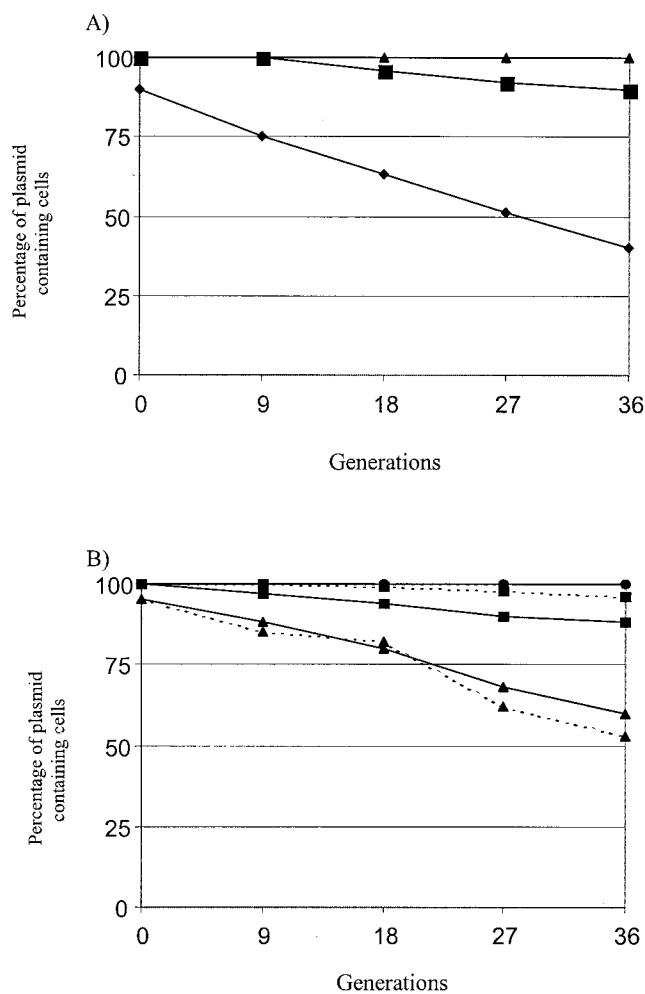 A)
100
75
50
25
0
Percentage of plasmid
containing cells
0 9 18 27 36
Generations
B)
100
75
50
25
0
Percentage of plasmid
containing cells
0 9 18 27 36
Generations